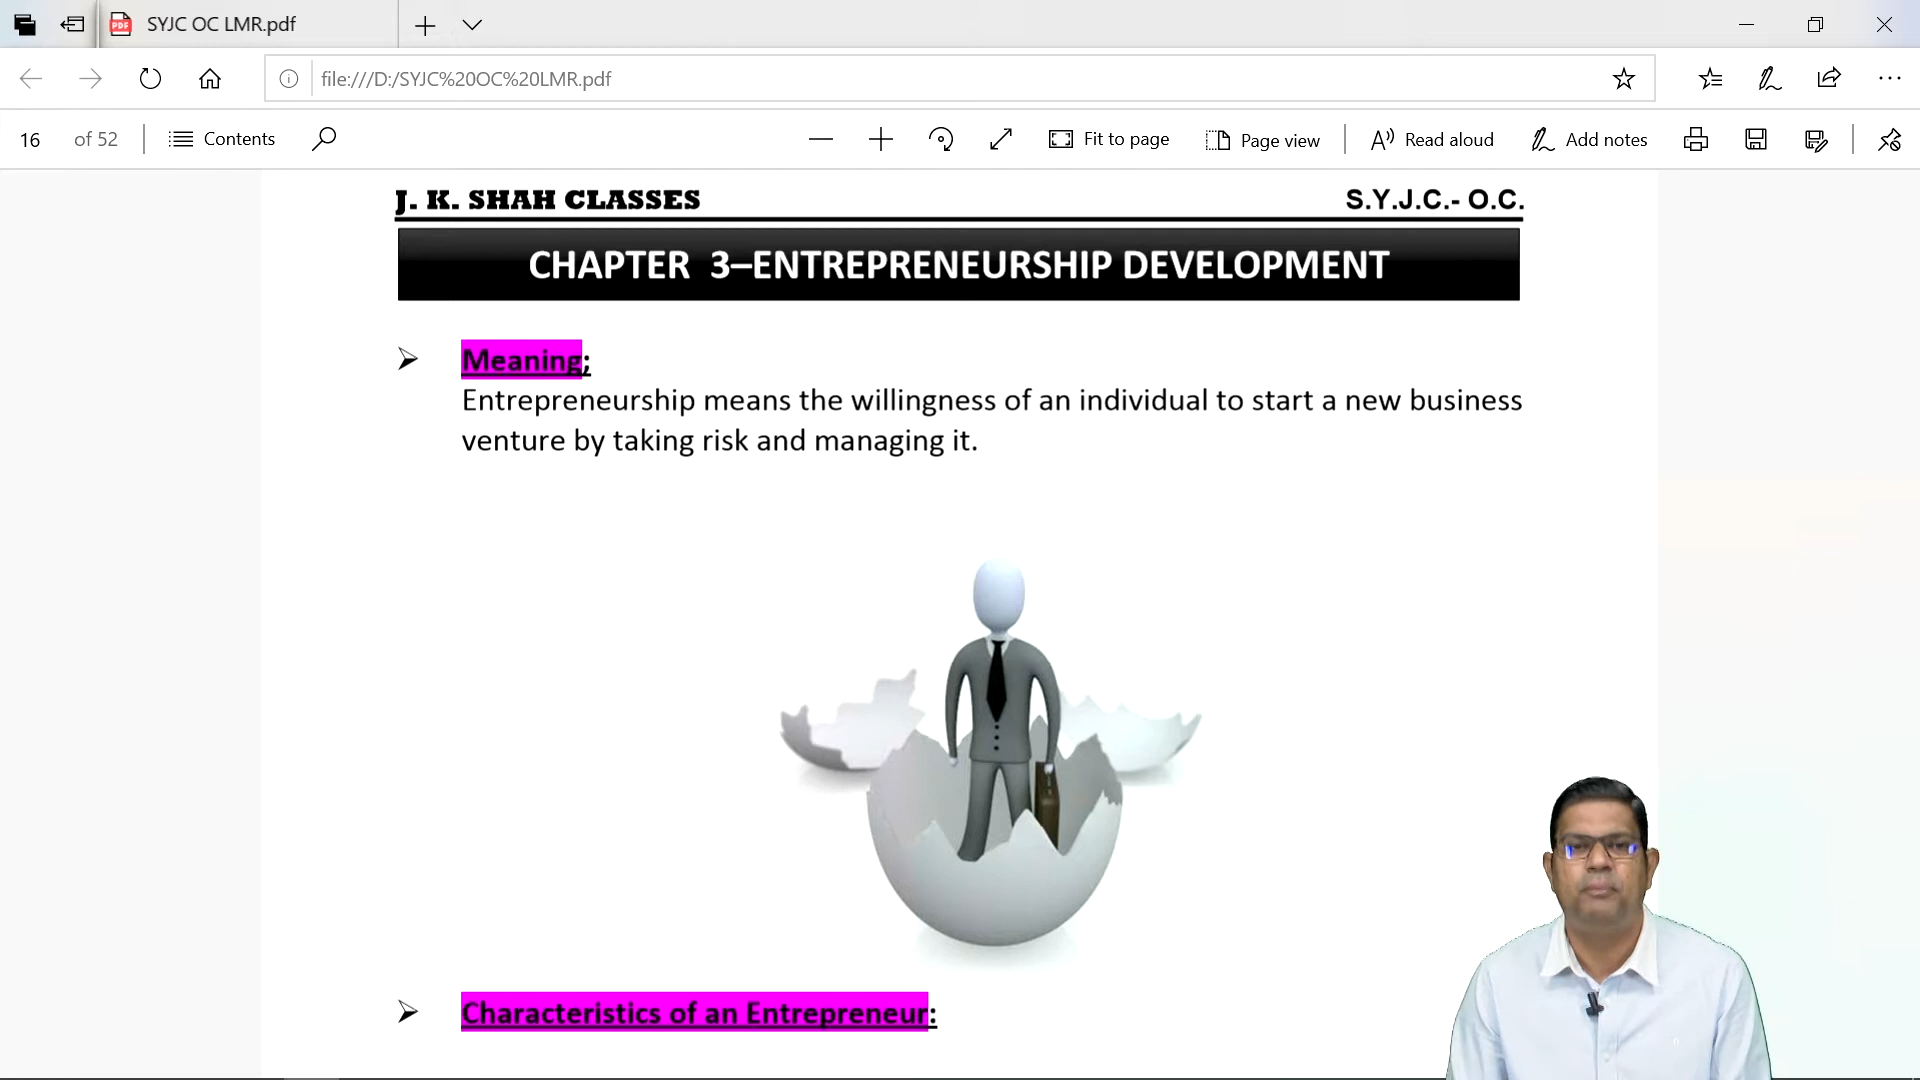 SYJC OC LMR.pdf
file:///D:/SYJC%20OC%20LMR.pdf
16 of 52 Contents Fit to page Page view Read aloud Add notes
J. K. SHAH CLASSES S.Y.J.C.- O.C.
CHAPTER 3–ENTREPRENEURSHIP DEVELOPMENT
Meaning;
Entrepreneurship means the willingness of an individual to start a new business
venture by taking risk and managing it.
Characteristics of an Entrepreneur: